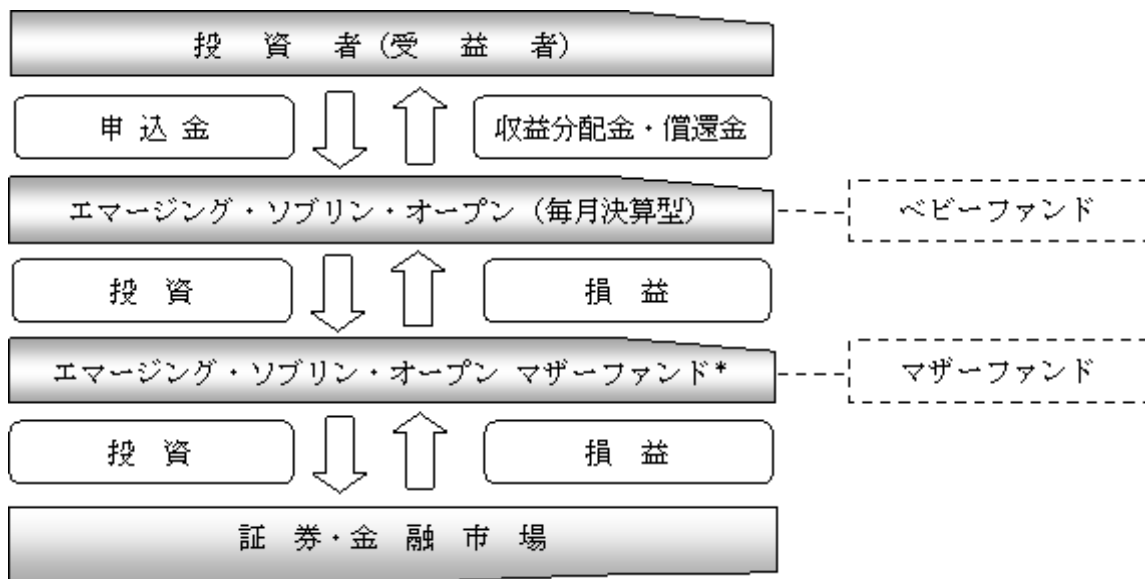 投 資 者 (受 益 者)
申 込 金
収益分配金・償還金
エマージング・ソブリン・オープン (毎月決算型)
ベビーファンド
投 資
損 益
エマージング・ソブリン・オープン マザーファンド*
マザーファンド
投 資
損 益
証 券・金 融 市 場